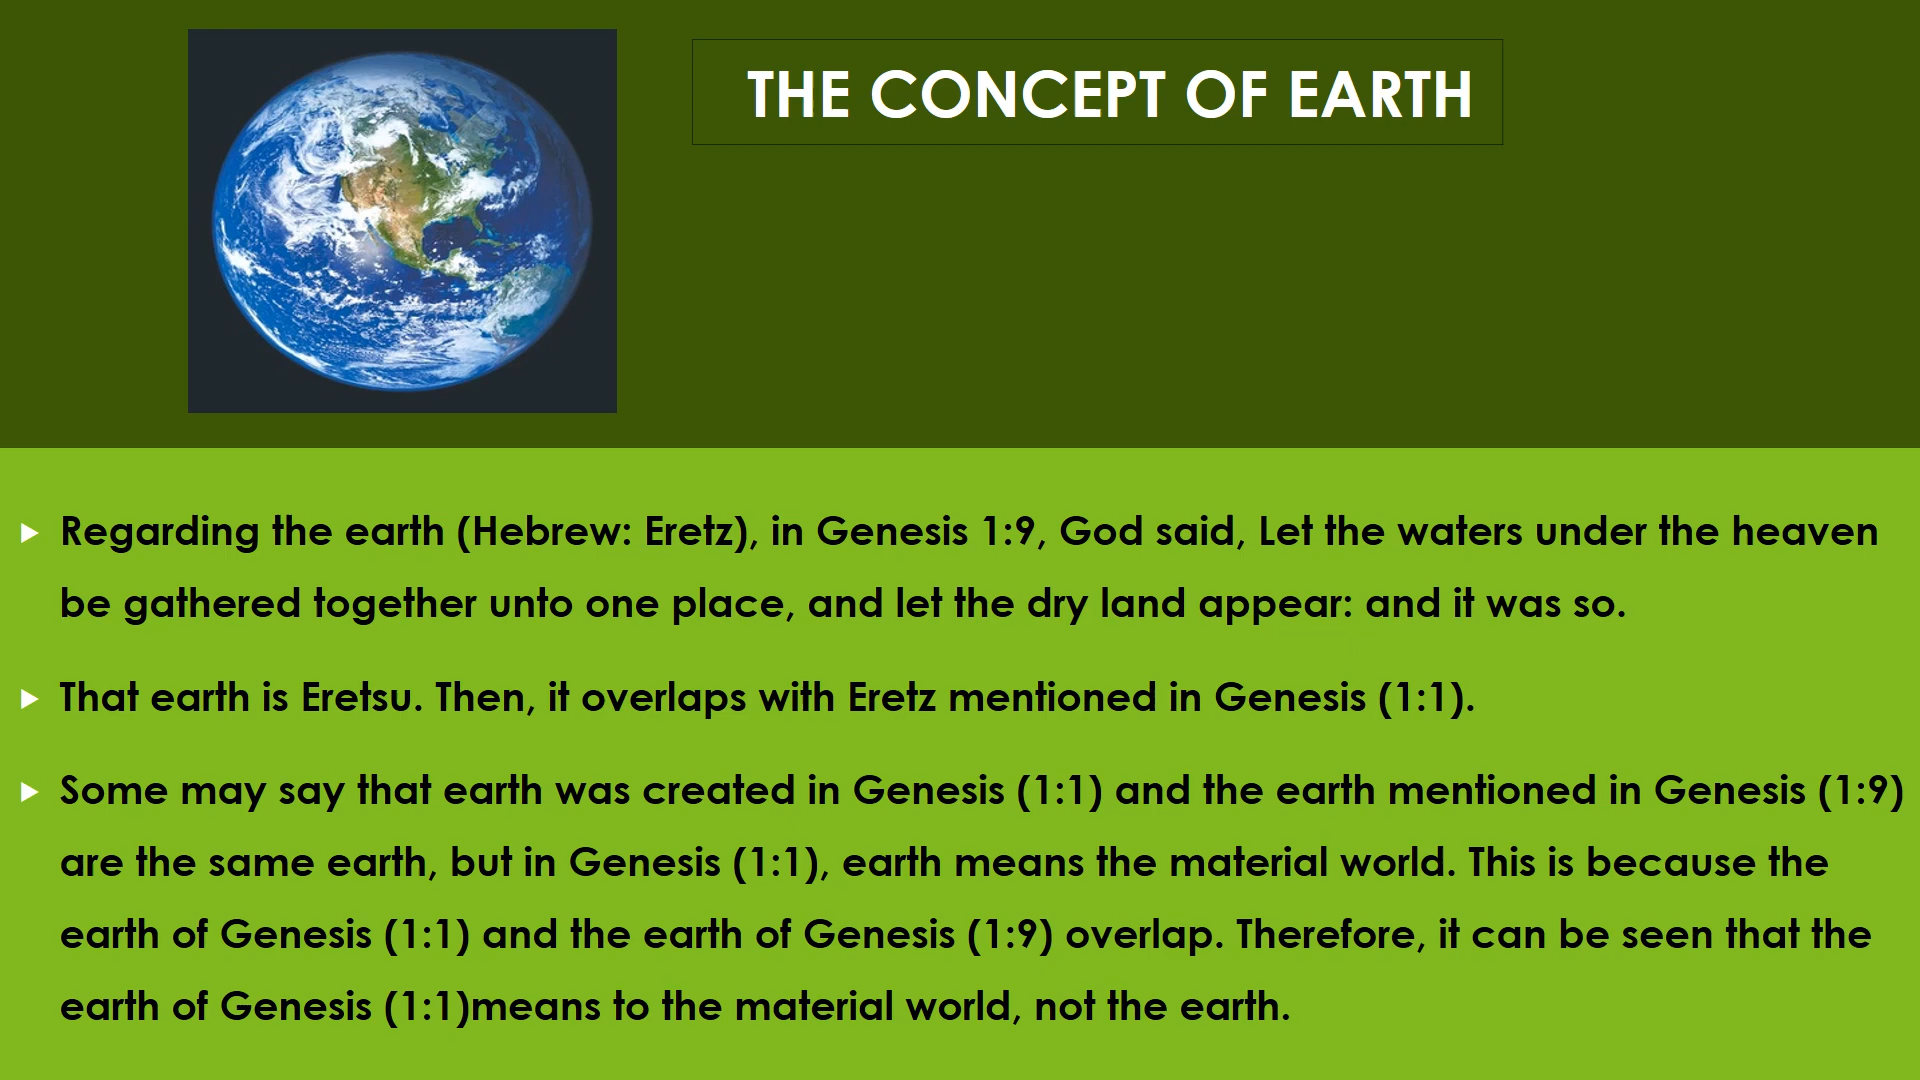 THE CONCEPT OF EARTH
Regarding the earth (Hebrew: Eretz), in Genesis 1:9, God said, Let the waters under the heaven
be gathered together unto one place, and let the dry land appear: and it was so.
That earth is Eretsu. Then, it overlaps with Eretz mentioned in Genesis (1:1).
Some may say that earth was created in Genesis (1:1) and the earth mentioned in Genesis (1:9)
are the same earth, but in Genesis (1:1), earth means the material world. This is because the
earth of Genesis (1:1) and the earth of Genesis (1:9) overlap. Therefore, it can be seen that the
earth of Genesis (1:1)means to the material world, not the earth.